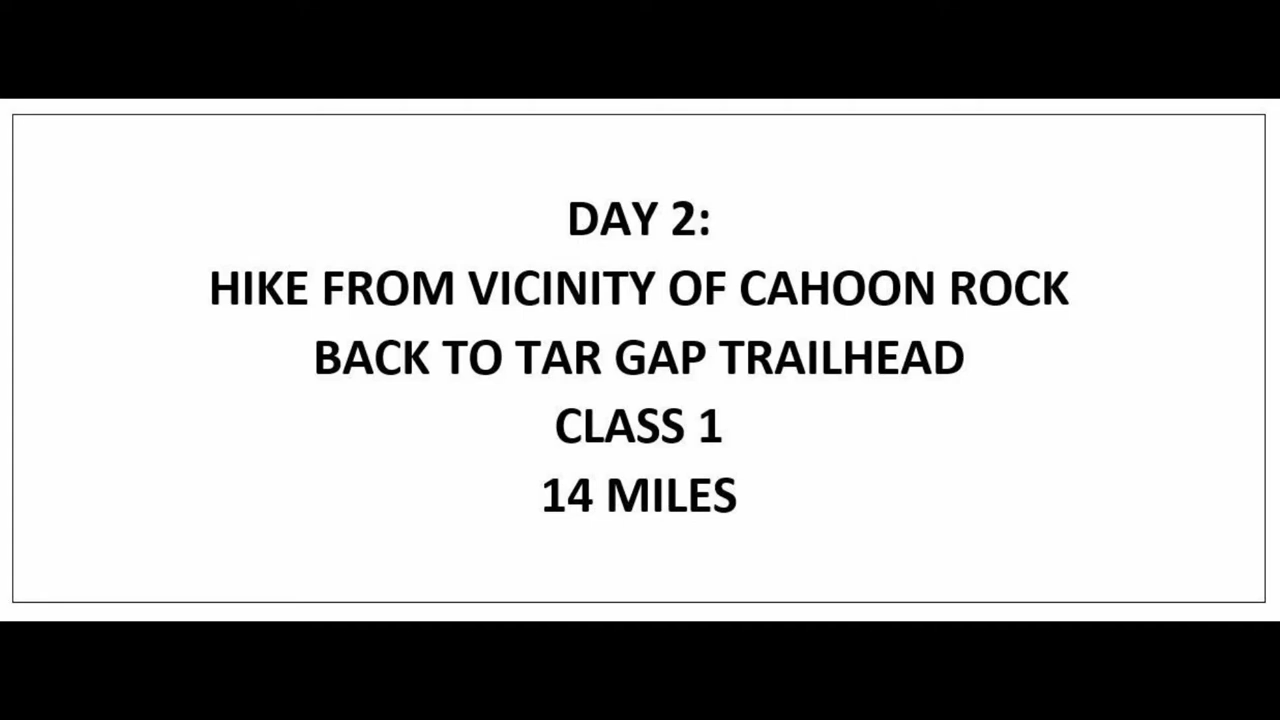 DAY 2:
HIKE FROM VICINITY OF CAHOON ROCK
BACK TO TAR GAP TRAILHEAD
CLASS 1
14 MILES